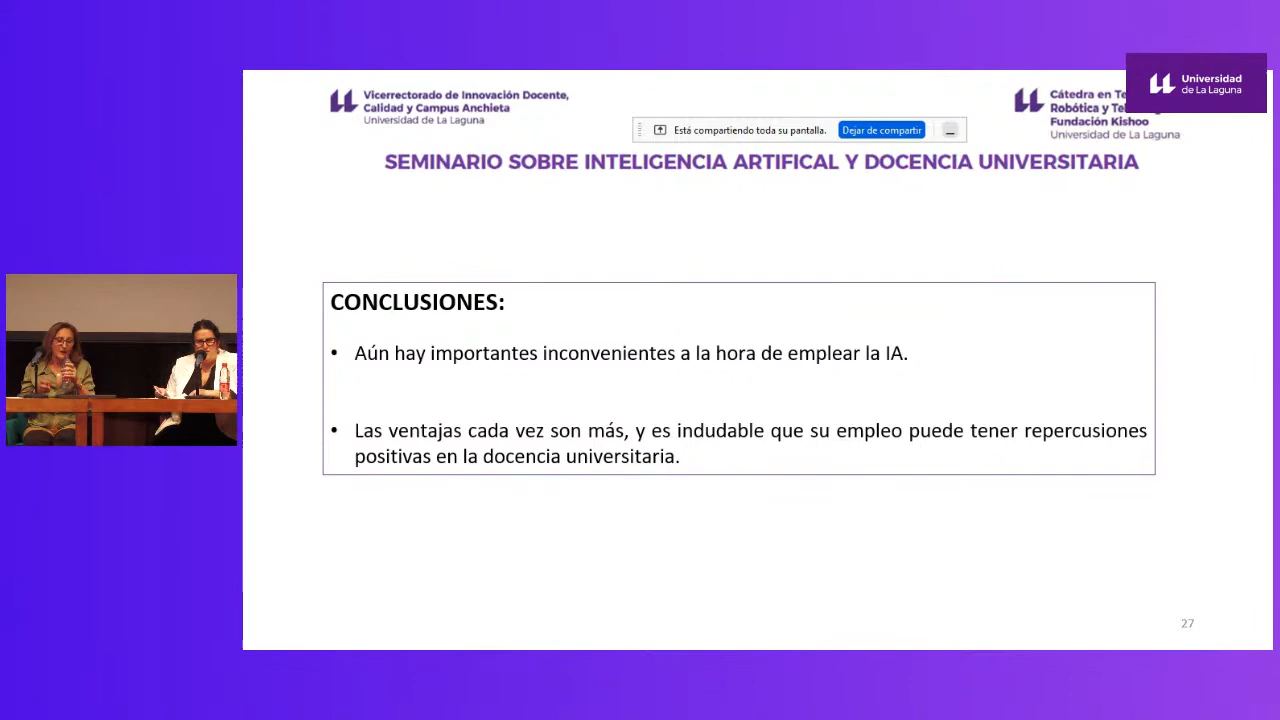 Vicerrectorado de Innovación Docente,
Calidad y Campus Anchieta
Universidad de La Laguna
Cátedra en
Robótica y
Fundación Kishoo
Universidad de La Laguna
Universidad
de La Laguna
Está compartiendo toda su pantalla. Dejar de compartir
SEMINARIO SOBRE INTELIGENCIA ARTIFICAL Y DOCENCIA UNIVERSITARIA
CONCLUSIONES:
• Aún hay importantes inconvenientes a la hora de emplear la IA.
• Las ventajas cada vez son más, y es indudable que su empleo puede tener repercusiones
positivas en la docencia universitaria.
27